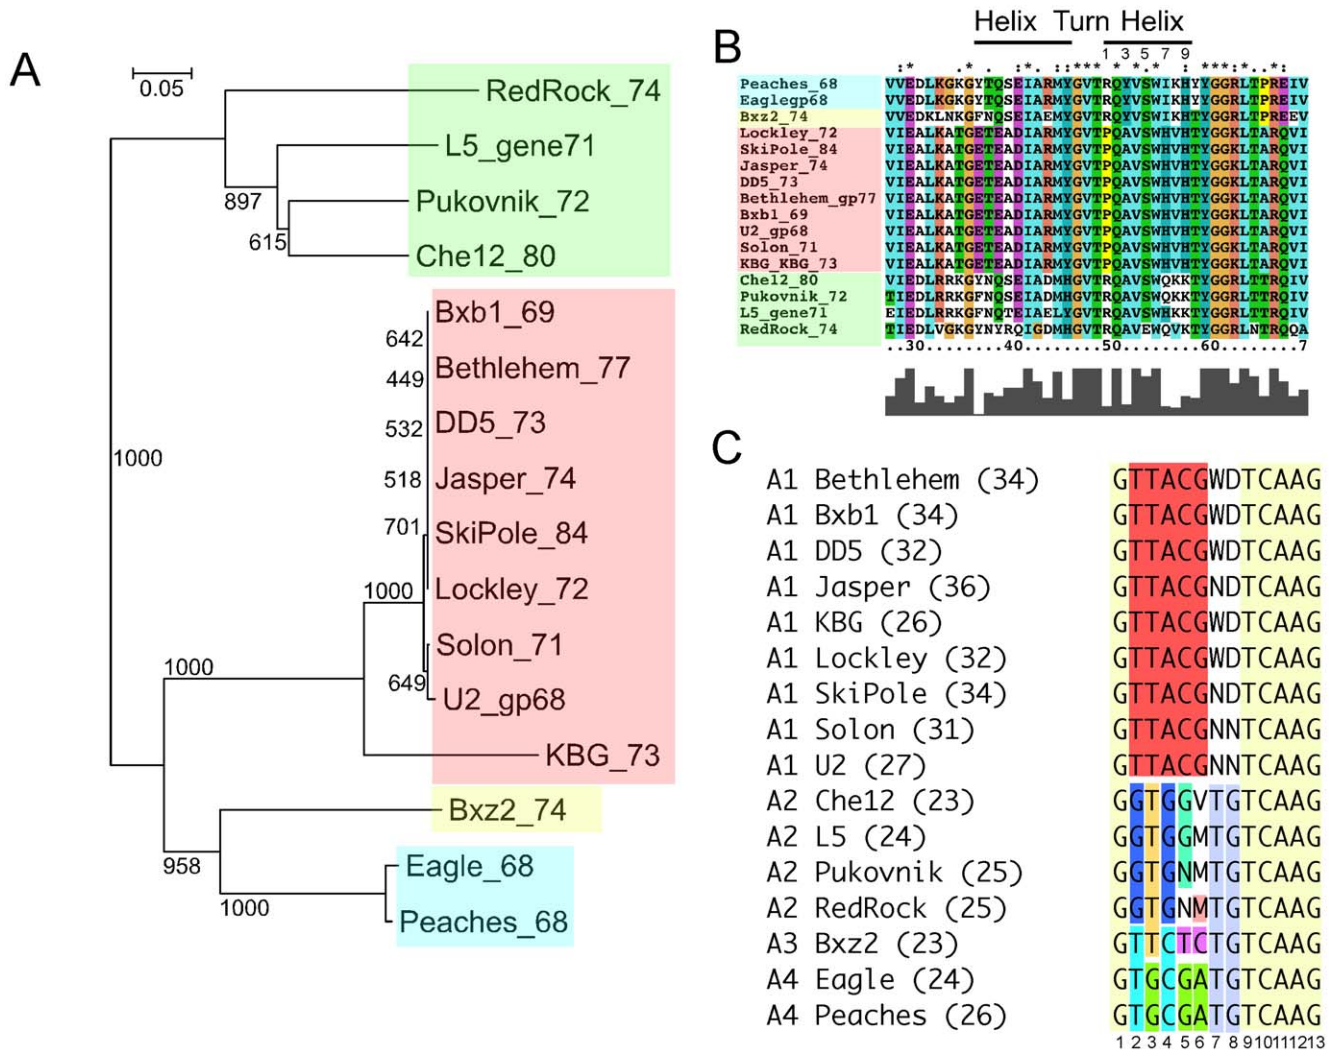 A
0.05
RedRock_74
L5_gene71
Pukovnik_72
Che12_80
897
615
1000
Bxb1_69
Bethlehem_77
DD5_73
Jasper_74
SkiPole_84
Lockley_72
Solon_71
U2_gp68
KBG_73
642
449
532
518
701
1000
649
1000
Bxz2_74
Eagle_68
Peaches_68
958
1000
B
Helix Turn Helix
1 3 5 7 9
Peaches_68 VVEDLKGKGYTQSEIARMYGVTRQYVSWIKHYYGGRLTPREIV
Eaglegp68 VVEDLKGKGYTQSEIARMYGVTRQYVSWIKHYYGGRLTPREIV
Bxz2_74 VVEDKLNKGFNQSEIAEMYGVTRQYVSWIKHTYGGRLTPREEV
Lockley_72 VIEALKATGETEADIARMYGVTPQAVSWHVHTYGGKLTARQVI
SkiPole_84 VIEALKATGETEADIARMYGVTPQAVSWHVHTYGGKLTARQVI
Jasper_74 VIEALKATGETEADIARMYGVTPQAVSWHVHTYGGKLTARQVI
DD5_73 VIEALKATGETEADIARMYGVTPQAVSWHVHTYGGKLTARQVI
Bethlehem_gp77 VIEALKATGETEADIARMYGVTPQAVSWHVHTYGGKLTARQVI
Bxb1_69 VIEALKATGETEADIARMYGVTPQAVSWHVHTYGGKLTARQVI
U2_gp68 VIEALKATGETEADIARMYGVTPQAVSWHVHTYGGKLTARQVI
Solon_71 VIEALKATGETEADIARMYGVTPQAVSWHVHTYGGKLTARQVI
KBG_KBG_73 VIEALKATGETEADIARMYGVTPQAVSWHVHTYGGKLTARQVI
Che12_80 VIEDLRRKGYNQSEIADMHGVTRQAVSWQKKTYGGRLTTRQIV
Pukovnik_72 TIEDLRRKGFNQSEIADMHGVTRQAVSWQKKTYGGRLTTRQIV
L5_gene71 EIEDLRRKGFNQTEIAELYGVTRQAVSWHKKTYGGRLTTRQIV
RedRock_74 TIEDLVGKGYNYRQIGDMHGVTRQAVEWQVKTYGGRLNTRQQA
..30.......40........50........60........7
C
A1 Bethlehem (34) GTTACGWDTCAAG
A1 Bxb1 (34) GTTACGWDTCAAG
A1 DD5 (32) GTTACGWDTCAAG
A1 Jasper (36) GTTACGNDTCAAG
A1 KBG (26) GTTACGWDTCAAG
A1 Lockley (32) GTTACGWDTCAAG
A1 SkiPole (34) GTTACGNDTCAAG
A1 Solon (31) GTTACGNNTCAAG
A1 U2 (27) GTTACGNNTCAAG
A2 Che12 (23) GGTGGVTGTCAAG
A2 L5 (24) GGTGGMTGTCAAG
A2 Pukovnik (25) GGTGNMTGTCAAG
A2 RedRock (25) GGTGNMTGTCAAG
A3 Bxz2 (23) GTTCTCTGTCAAG
A4 Eagle (24) GTGCGATGTCAAG
A4 Peaches (26) GTGCGATGTCAAG
1 2 3 4 5 6 7 8 910111213